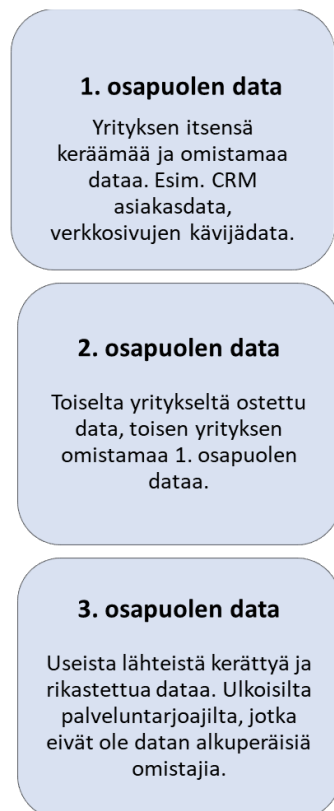 1. osapuolen data
Yrityksen itsensä
keräämää ja omistamaa
dataa. Esim. CRM
asiakasdata,
verkkosivujen kävijädata.
2. osapuolen data
Toiselta yritykseltä ostettu
data, toisen yrityksen
omistamaa 1. osapuolen
dataa.
3. osapuolen data
Useista lähteistä kerättyä ja
rikastettua dataa. Ulkoisilta
palveluntarjoajilta, jotka
eivät ole datan alkuperäisiä
omistajia.